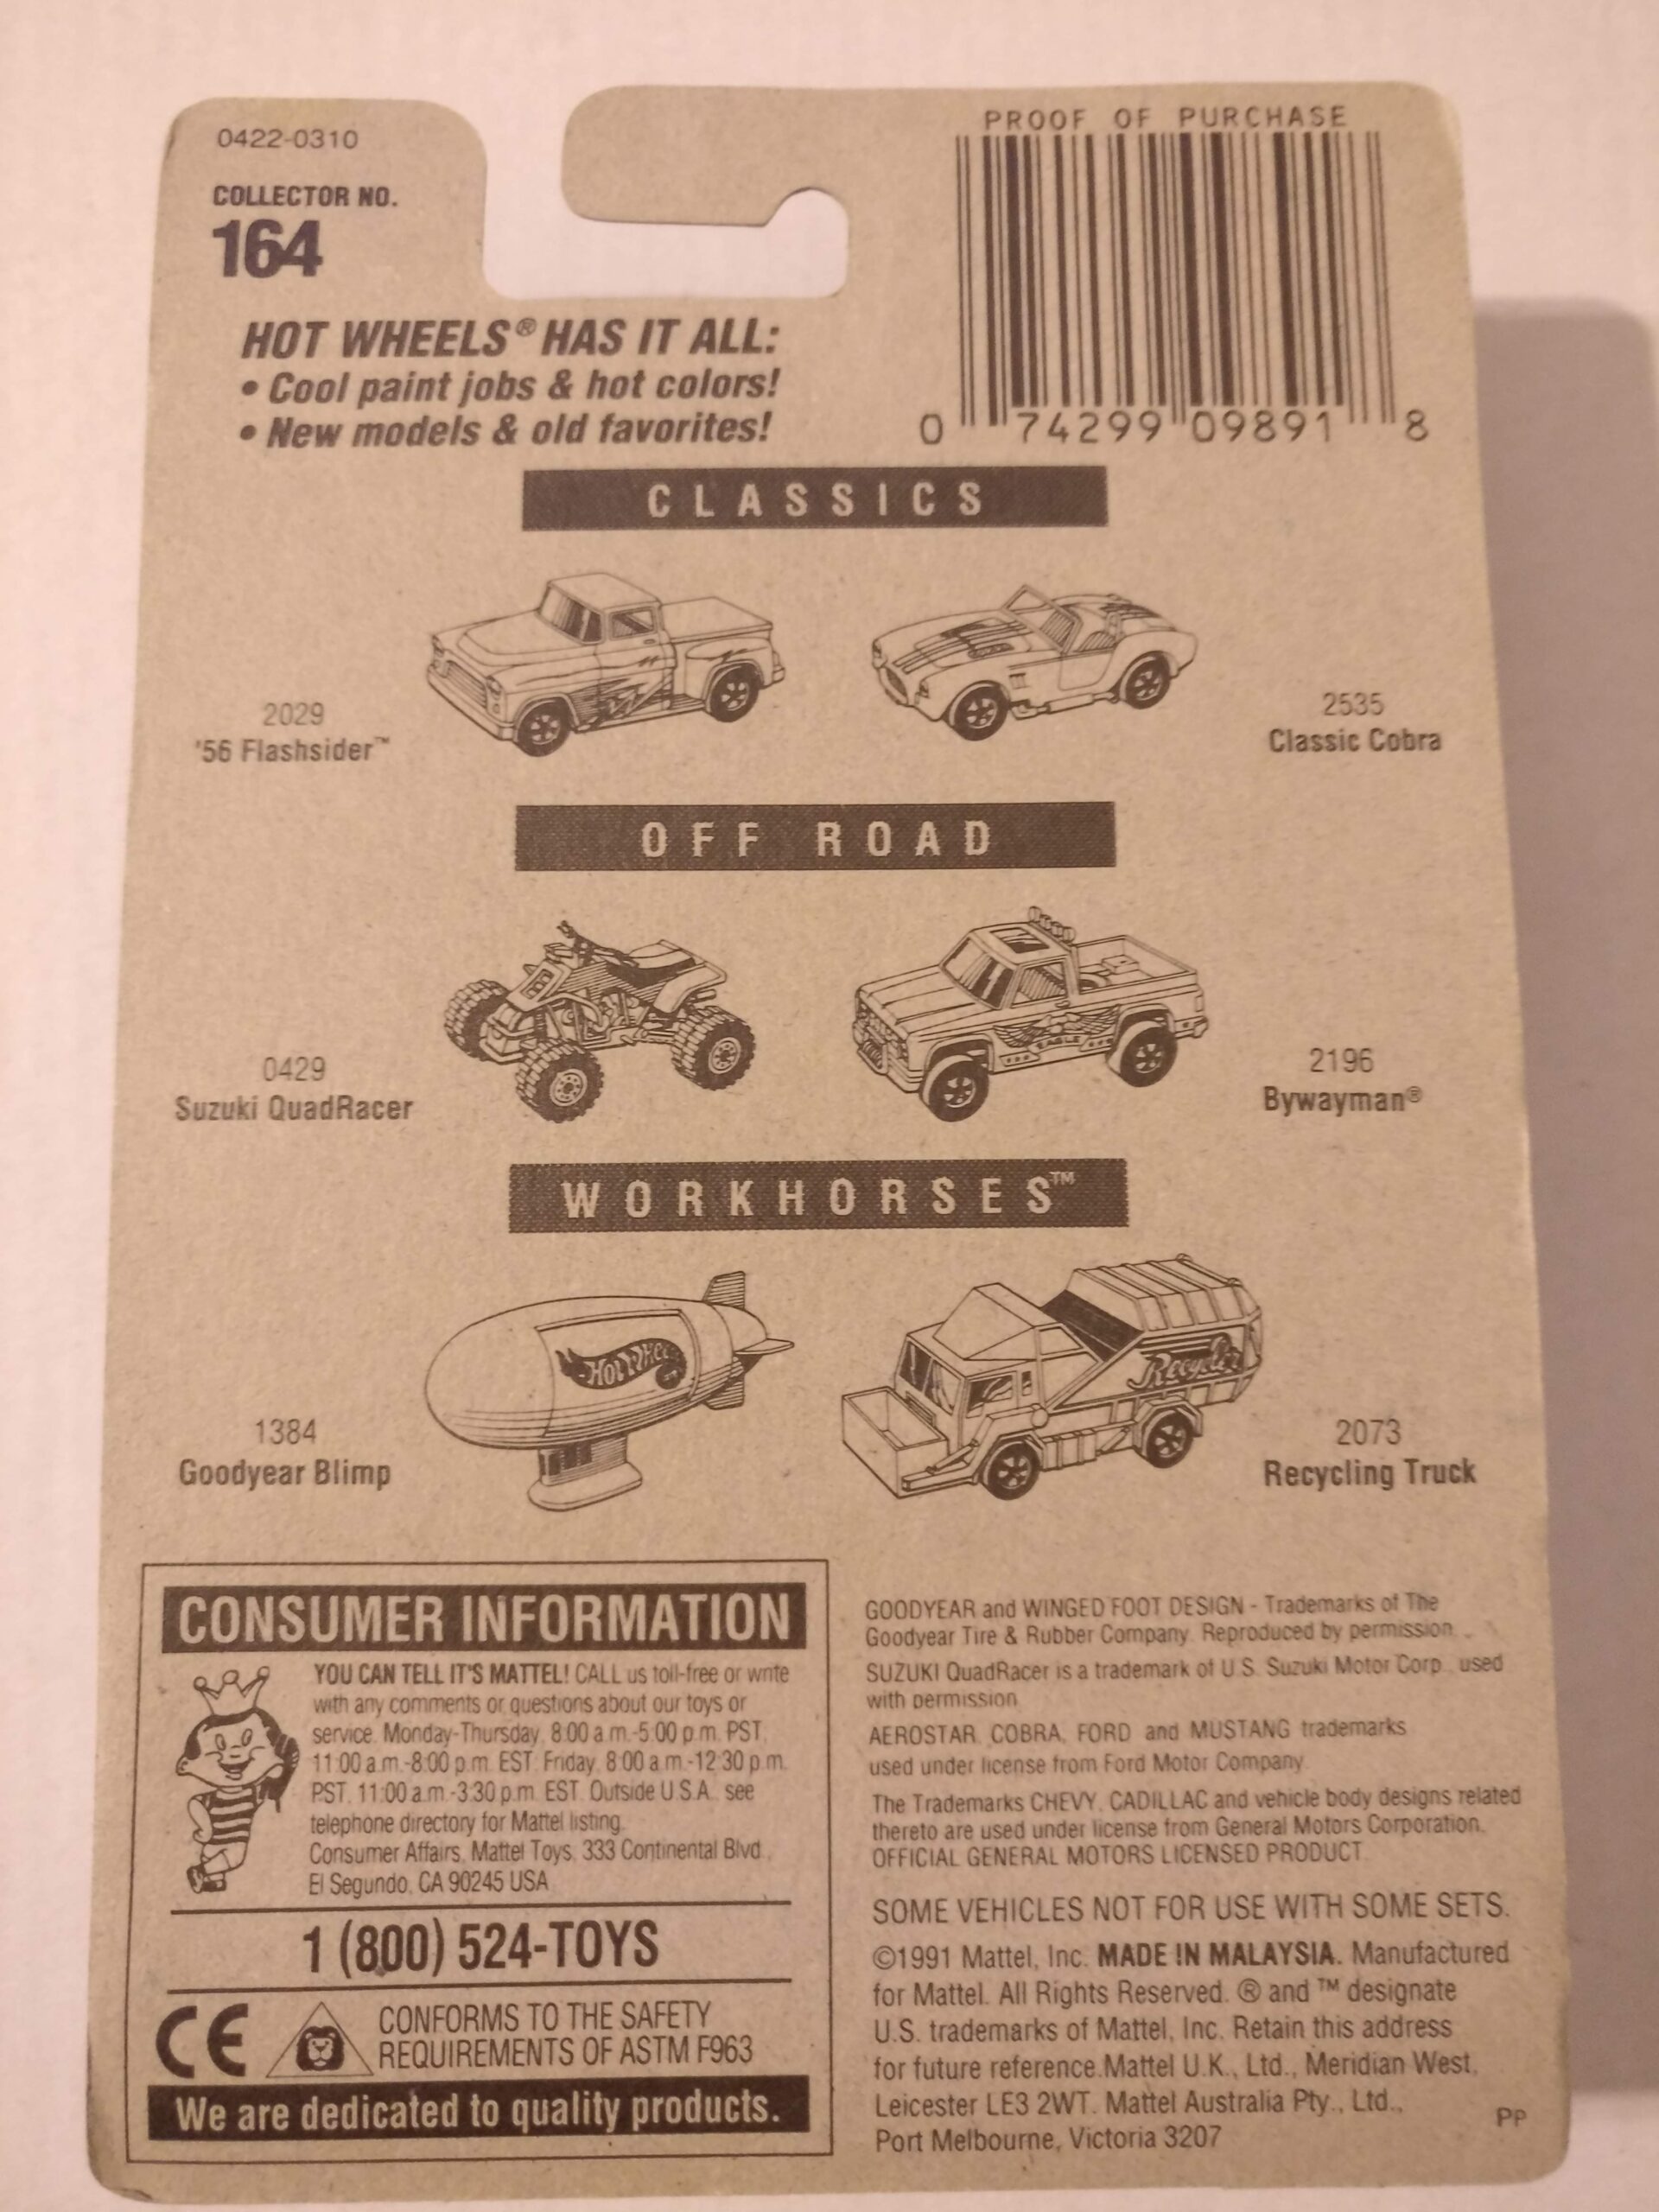 0422-0310
COLLECTOR NO.
164
PROOF OF PURCHASE
0 74299 09891 8
HOT WHEELS® HAS IT ALL:
• Cool paint jobs & hot colors!
• New models & old favorites!
CLASSICS
2029
'56 Flashsider™
2535
Classic Cobra
OFF ROAD
EAGLE
0429
Suzuki QuadRacer
2196
Bywayman®
WORKHORSES™
Hot Wheels
Recycler
1384
Goodyear Blimp
2073
Recycling Truck
CONSUMER INFORMATION
YOU CAN TELL IT'S MATTEL! CALL us toll-free or write
with any comments or questions about our toys or
service. Monday-Thursday, 8:00 a.m.-5:00 p.m. PST,
11:00 a.m.-8:00 p.m. EST. Friday, 8:00 a.m.-12:30 p.m.
PST, 11:00 a.m.-3:30 p.m. EST. Outside U.S.A., see
telephone directory for Mattel listing.
Consumer Affairs, Mattel Toys, 333 Continental Blvd.,
El Segundo, CA 90245 USA
1 (800) 524-TOYS
CE
CONFORMS TO THE SAFETY
REQUIREMENTS OF ASTM F963
We are dedicated to quality products.
GOODYEAR and WINGED FOOT DESIGN - Trademarks of The
Goodyear Tire & Rubber Company. Reproduced by permission.
SUZUKI QuadRacer is a trademark of U.S. Suzuki Motor Corp., used
with permission.
AEROSTAR, COBRA, FORD and MUSTANG trademarks
used under license from Ford Motor Company.
The Trademarks CHEVY, CADILLAC and vehicle body designs related
thereto are used under license from General Motors Corporation.
OFFICIAL GENERAL MOTORS LICENSED PRODUCT.
SOME VEHICLES NOT FOR USE WITH SOME SETS.
©1991 Mattel, Inc. MADE IN MALAYSIA. Manufactured
for Mattel. All Rights Reserved. ® and ™ designate
U.S. trademarks of Mattel, Inc. Retain this address
for future reference.Mattel U.K., Ltd., Meridian West,
Leicester LE3 2WT. Mattel Australia Pty., Ltd.,
Port Melbourne, Victoria 3207
PP